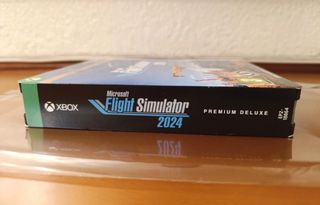 XBOX
Microsoft
Flight Simulator
2024
PREMIUM DELUXE